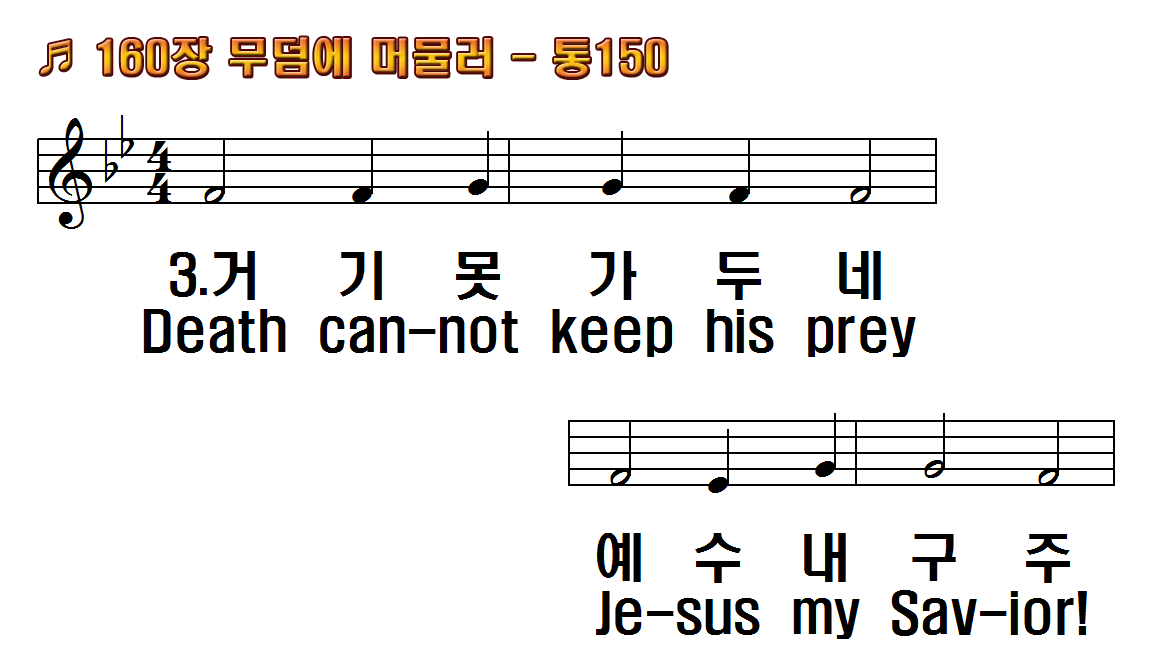 ♬ 160장 무덤에 머물러 - 통150
3.거 기 못 가 두 네
Death can-not keep his prey
예 수 내 구 주
Je-sus my Sav-ior!